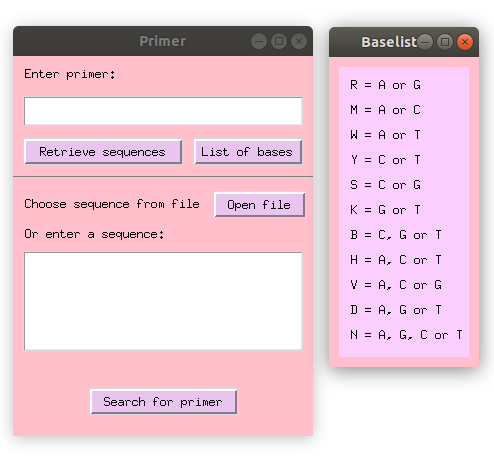 Primer
Enter primer:
Retrieve sequences
List of bases
Choose sequence from file
Open file
Or enter a sequence:
Search for primer
Baselist
R = A or G
M = A or C
W = A or T
Y = C or T
S = C or G
K = G or T
B = C, G or T
H = A, C or T
V = A, C or G
D = A, G or T
N = A, G, C or T